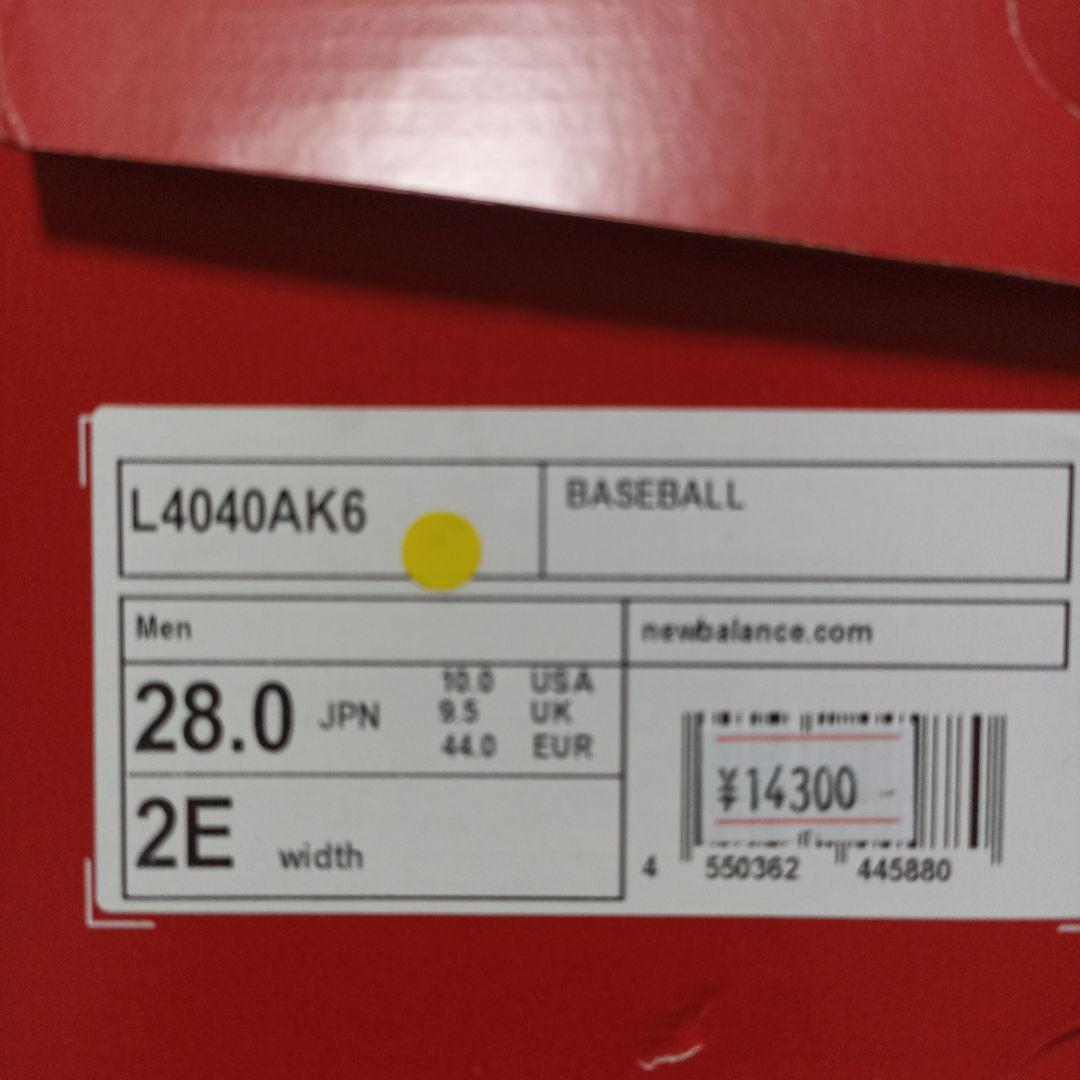 L4040AK6
BASEBALL
Men
newbalance.com
28.0 JPN
10.0 USA
9.5 UK
44.0 EUR
2E width
¥14300 -
4 550362 445880